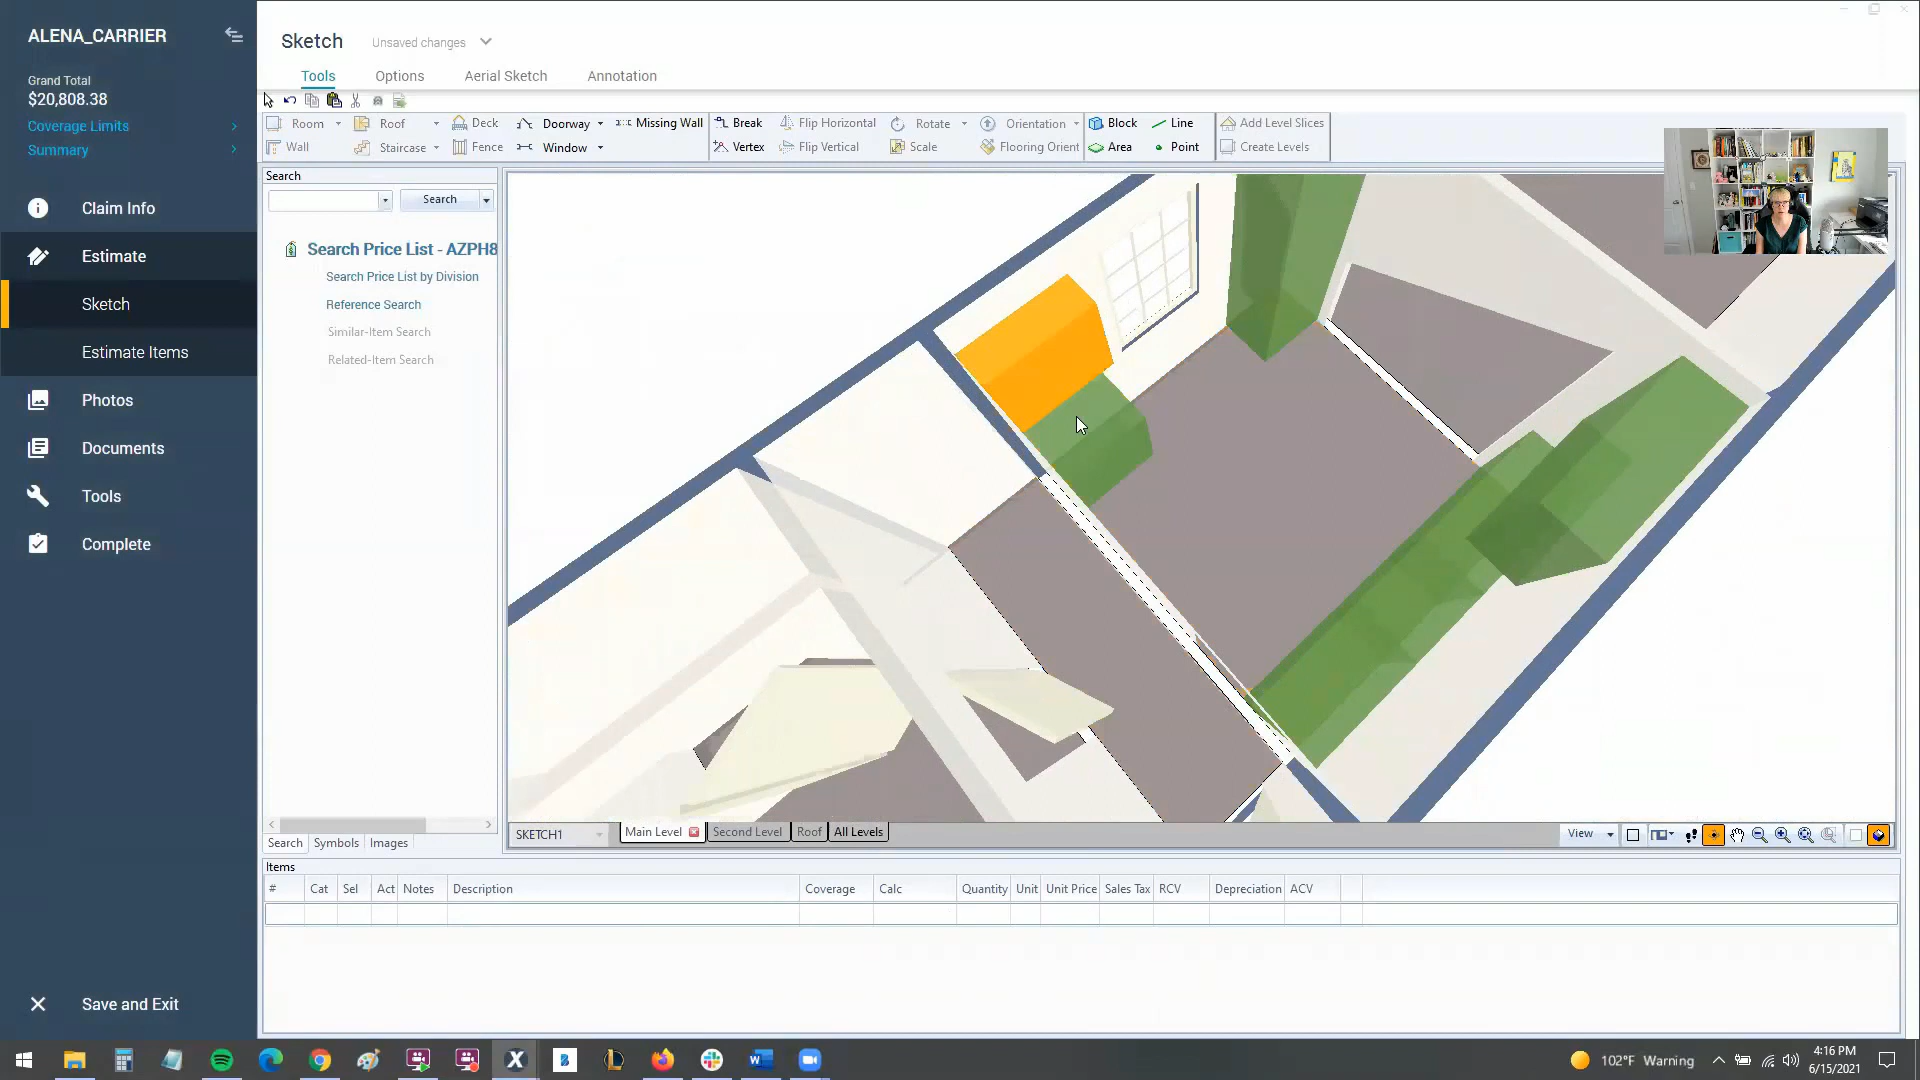 ALENA_CARRIER
Grand Total
$20,808.38
Coverage Limits
Summary
Claim Info
Estimate
Sketch
Estimate Items
Photos
Documents
Tools
Complete
Save and Exit
Sketch Unsaved changes
Tools Options Aerial Sketch Annotation
Room Roof Deck Doorway Missing Wall Break Flip Horizontal Rotate Orientation Block Line Add Level Slices
Wall Staircase Fence Window Vertex Flip Vertical Scale Flooring Orient Area Point Create Levels
Search
Search
Search Price List - AZPH8
Search Price List by Division
Reference Search
Similar-Item Search
Related-Item Search
Search Symbols Images
SKETCH1 Main Level Second Level Roof All Levels View
Items
# Cat Sel Act Notes Description Coverage Calc Quantity Unit Unit Price Sales Tax RCV Depreciation ACV
102°F Warning
4:16 PM
6/15/2021